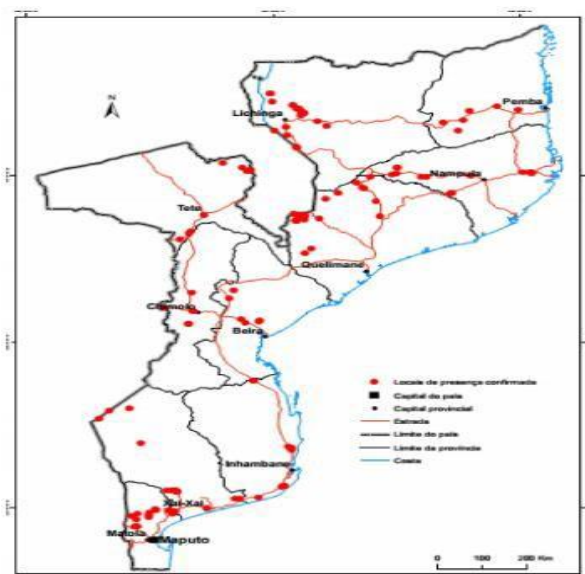 N
Pemba
Lichinga
Nampula
Tete
Quelimane
Chimoio
Beira
Locais de presença confirmada
Capital do país
Capital provincial
Estrada
Limite do país
Limite da província
Costa
Inhambane
Xai-Xai
Matola
Maputo
0 100 200 Km